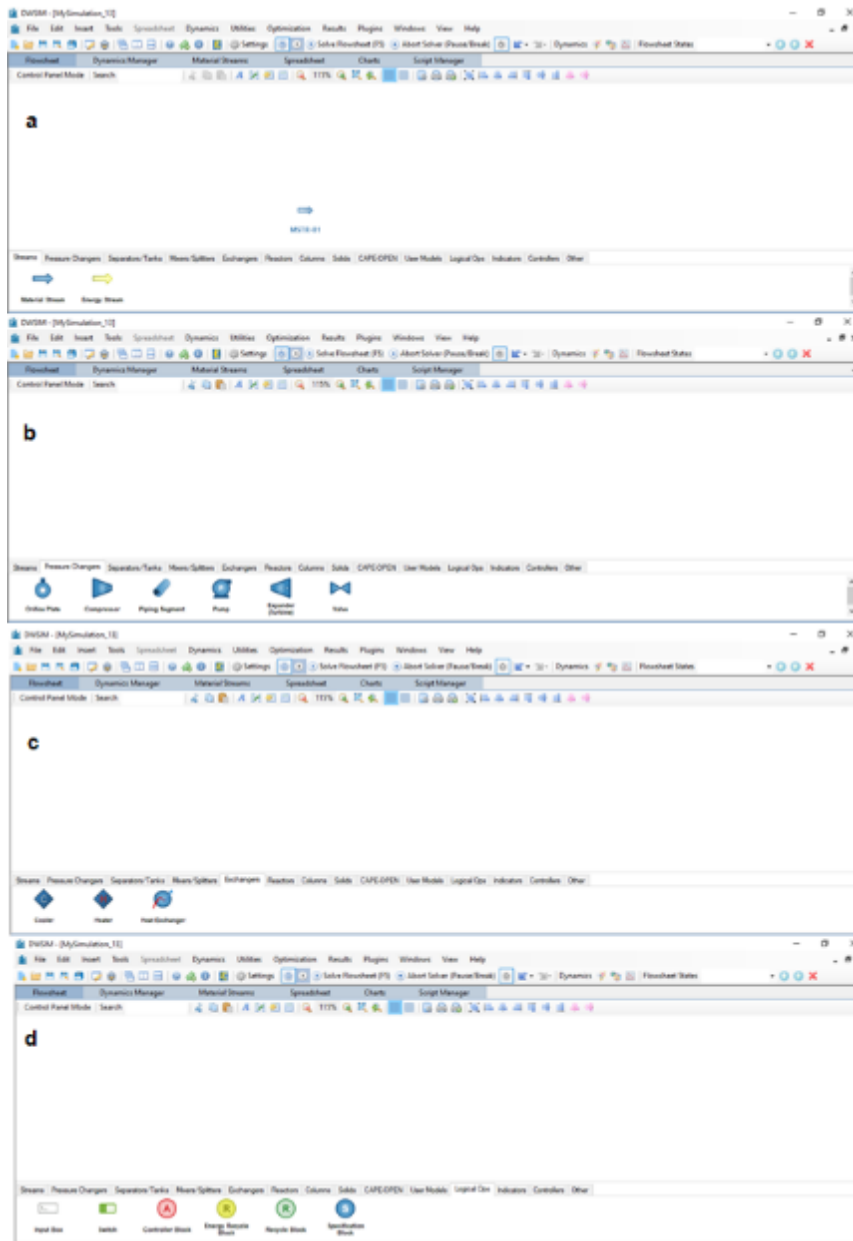 DWSIM - [MySimulation_13]
File Edit Insert Tools Spreadsheet Dynamics Utilities Optimization Results Plugins Windows View Help
Settings Solve Flowsheet (F5) Abort Solver (Pause/Break) Dynamics Flowsheet States
Flowsheet Dynamics Manager Material Streams Spreadsheet Charts Script Manager
Control Panel Mode Search 115%
a
MSTR-01
Streams Pressure Changers Separators/Tanks Mixers/Splitters Exchangers Reactors Columns Solids CAPE-OPEN User Models Logical Ops Indicators Controllers Other
Material Stream Energy Stream
DWSIM - [MySimulation_13]
File Edit Insert Tools Spreadsheet Dynamics Utilities Optimization Results Plugins Windows View Help
Settings Solve Flowsheet (F5) Abort Solver (Pause/Break) Dynamics Flowsheet States
Flowsheet Dynamics Manager Material Streams Spreadsheet Charts Script Manager
Control Panel Mode Search 115%
b
Streams Pressure Changers Separators/Tanks Mixers/Splitters Exchangers Reactors Columns Solids CAPE-OPEN User Models Logical Ops Indicators Controllers Other
Orifice Plate Compressor Piping Segment Pump Expander (Turbine) Valve
DWSIM - [MySimulation_13]
File Edit Insert Tools Spreadsheet Dynamics Utilities Optimization Results Plugins Windows View Help
Settings Solve Flowsheet (F5) Abort Solver (Pause/Break) Dynamics Flowsheet States
Flowsheet Dynamics Manager Material Streams Spreadsheet Charts Script Manager
Control Panel Mode Search 115%
c
Streams Pressure Changers Separators/Tanks Mixers/Splitters Exchangers Reactors Columns Solids CAPE-OPEN User Models Logical Ops Indicators Controllers Other
Cooler Heater Heat Exchanger
DWSIM - [MySimulation_13]
File Edit Insert Tools Spreadsheet Dynamics Utilities Optimization Results Plugins Windows View Help
Settings Solve Flowsheet (F5) Abort Solver (Pause/Break) Dynamics Flowsheet States
Flowsheet Dynamics Manager Material Streams Spreadsheet Charts Script Manager
Control Panel Mode Search 115%
d
Streams Pressure Changers Separators/Tanks Mixers/Splitters Exchangers Reactors Columns Solids CAPE-OPEN User Models Logical Ops Indicators Controllers Other
Input Box Switch Controller Block Energy Recycle Block Recycle Block Specification Block